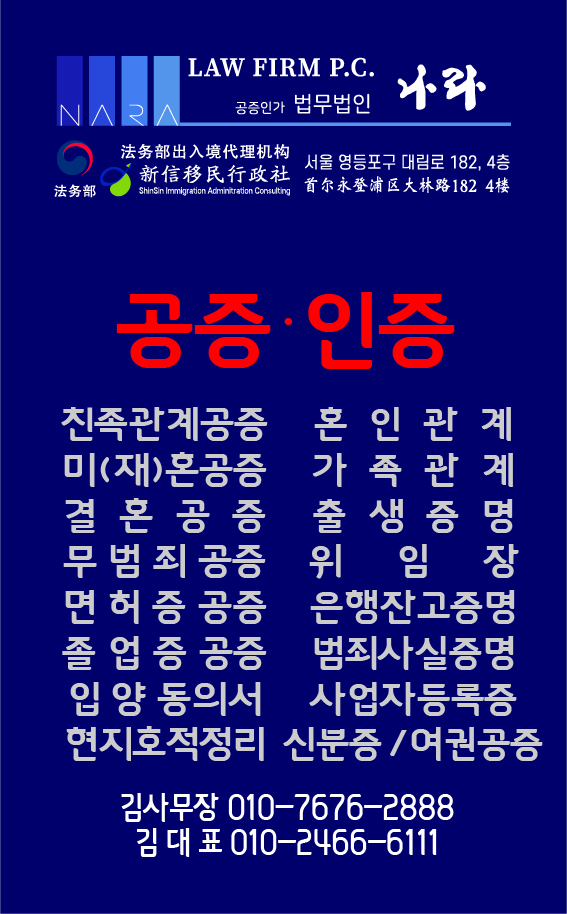 NARA
LAW FIRM P.C.
공증인가 법무법인 나라
法务部
法务部出入境代理机构
新信移民行政社
ShinSin Immigration Adminitration Consulting
서울 영등포구 대림로 182, 4층
首尔永登浦区大林路182 4楼
공증·인증
친족관계공증 혼인관계
미(재)혼공증 가족관계
결혼공증 출생증명
무범죄 공증 위임장
면허증 공증 은행잔고증명
졸업증 공증 범죄사실증명
입양 동의서 사업자등록증
현지호적정리 신분증/여권공증
김사무장 010-7676-2888
김대표 010-2466-6111